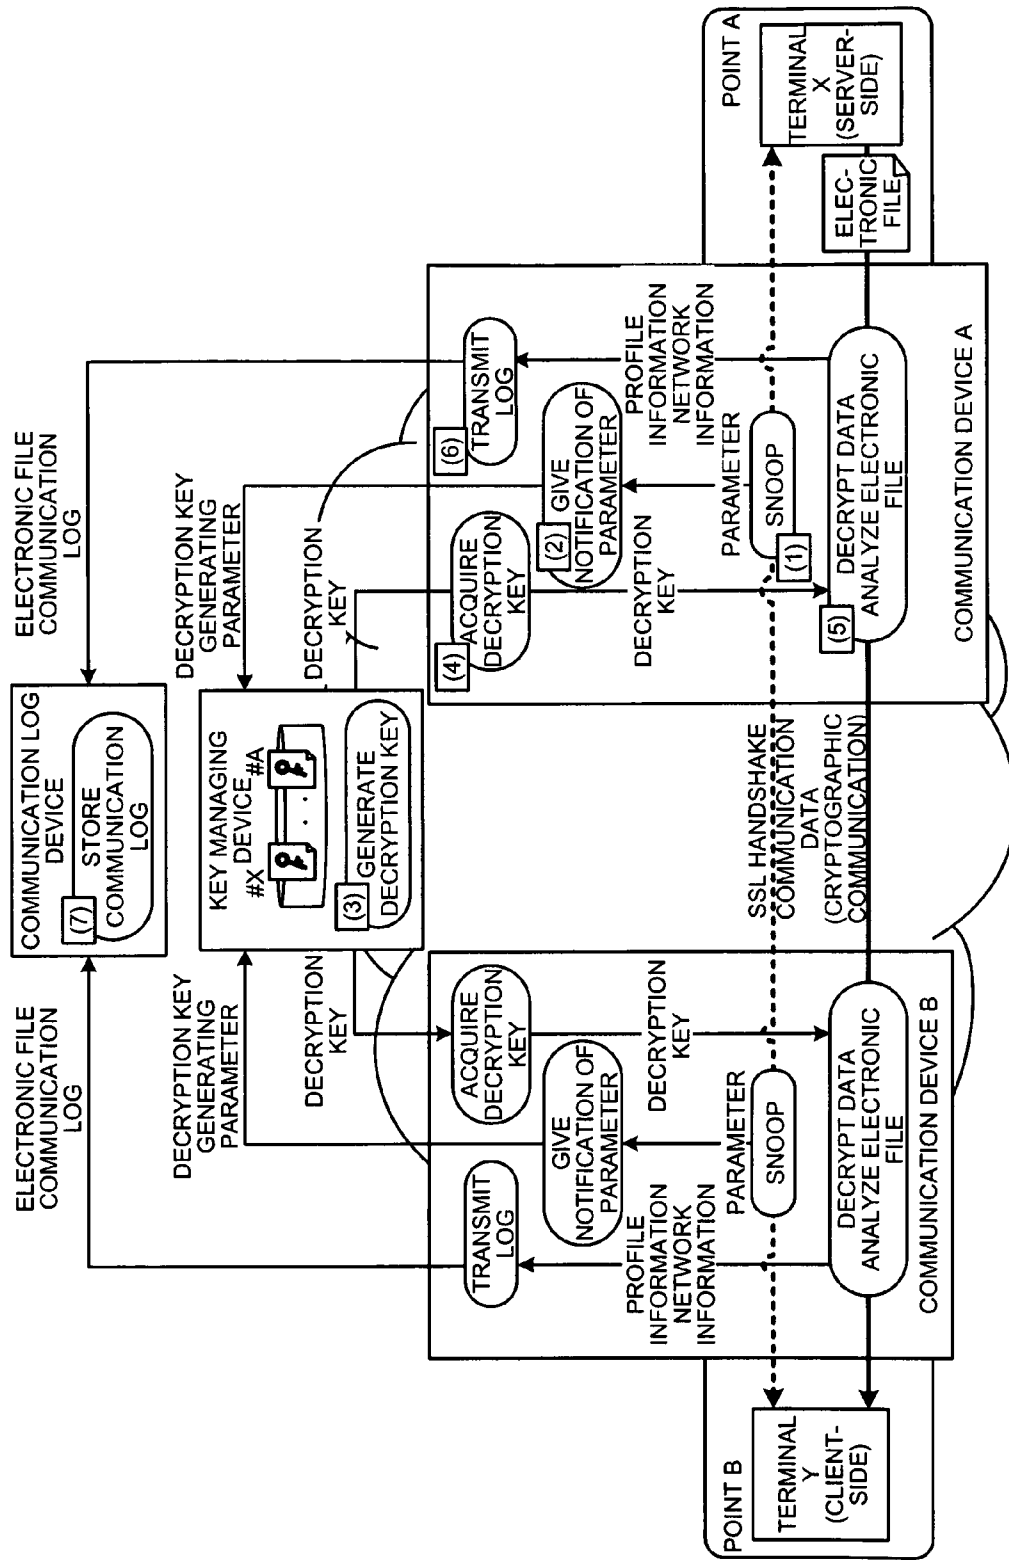 ELECTRONIC FILE
COMMUNICATION
LOG
COMMUNICATION LOG
DEVICE
(7)
STORE
COMMUNICATION
LOG
ELECTRONIC FILE
COMMUNICATION
LOG
DECRYPTION KEY
GENERATING
PARAMETER
KEY MANAGING
DEVICE
#X
#A
. . .
(3)
GENERATE
DECRYPTION KEY
DECRYPTION KEY
GENERATING
PARAMETER
DECRYPTION
KEY
DECRYPTION
KEY
TRANSMIT
LOG
GIVE
NOTIFICATION OF
PARAMETER
ACQUIRE
DECRYPTION
KEY
PROFILE
INFORMATION
NETWORK
INFORMATION
PARAMETER
DECRYPTION
KEY
SNOOP
DECRYPT DATA
ANALYZE ELECTRONIC
FILE
COMMUNICATION DEVICE B
POINT B
TERMINAL
Y
(CLIENT-
SIDE)
SSL HANDSHAKE
COMMUNICATION
DATA
(CRYPTOGRAPHIC
COMMUNICATION)
(4)
ACQUIRE
DECRYPTION
KEY
(2)
GIVE
NOTIFICATION OF
PARAMETER
(6)
TRANSMIT
LOG
DECRYPTION
KEY
PARAMETER
PROFILE
INFORMATION
NETWORK
INFORMATION
(1)
SNOOP
(5)
DECRYPT DATA
ANALYZE ELECTRONIC
FILE
COMMUNICATION DEVICE A
POINT A
TERMINAL
X
(SERVER-
SIDE)
ELEC-
TRONIC
FILE